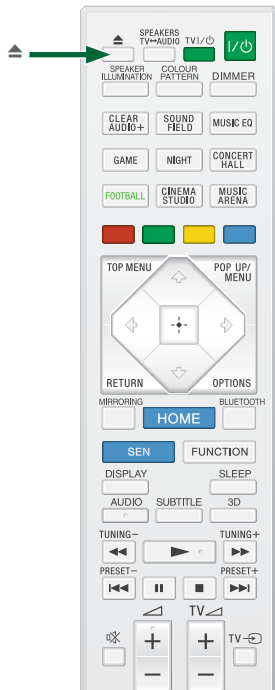 SPEAKERS
TV↔AUDIO TV I/⏻
I/⏻
SPEAKER ILLUMINATION
COLOUR PATTERN
DIMMER
CLEAR AUDIO+
SOUND FIELD
MUSIC EQ
GAME
NIGHT
CONCERT HALL
FOOTBALL
CINEMA STUDIO
MUSIC ARENA
TOP MENU
POP UP/ MENU
RETURN
OPTIONS
MIRRORING
HOME
BLUETOOTH
SEN
FUNCTION
DISPLAY
SLEEP
AUDIO
SUBTITLE
3D
TUNING–
TUNING+
PRESET–
PRESET+
TV
+
+
TV
–
–